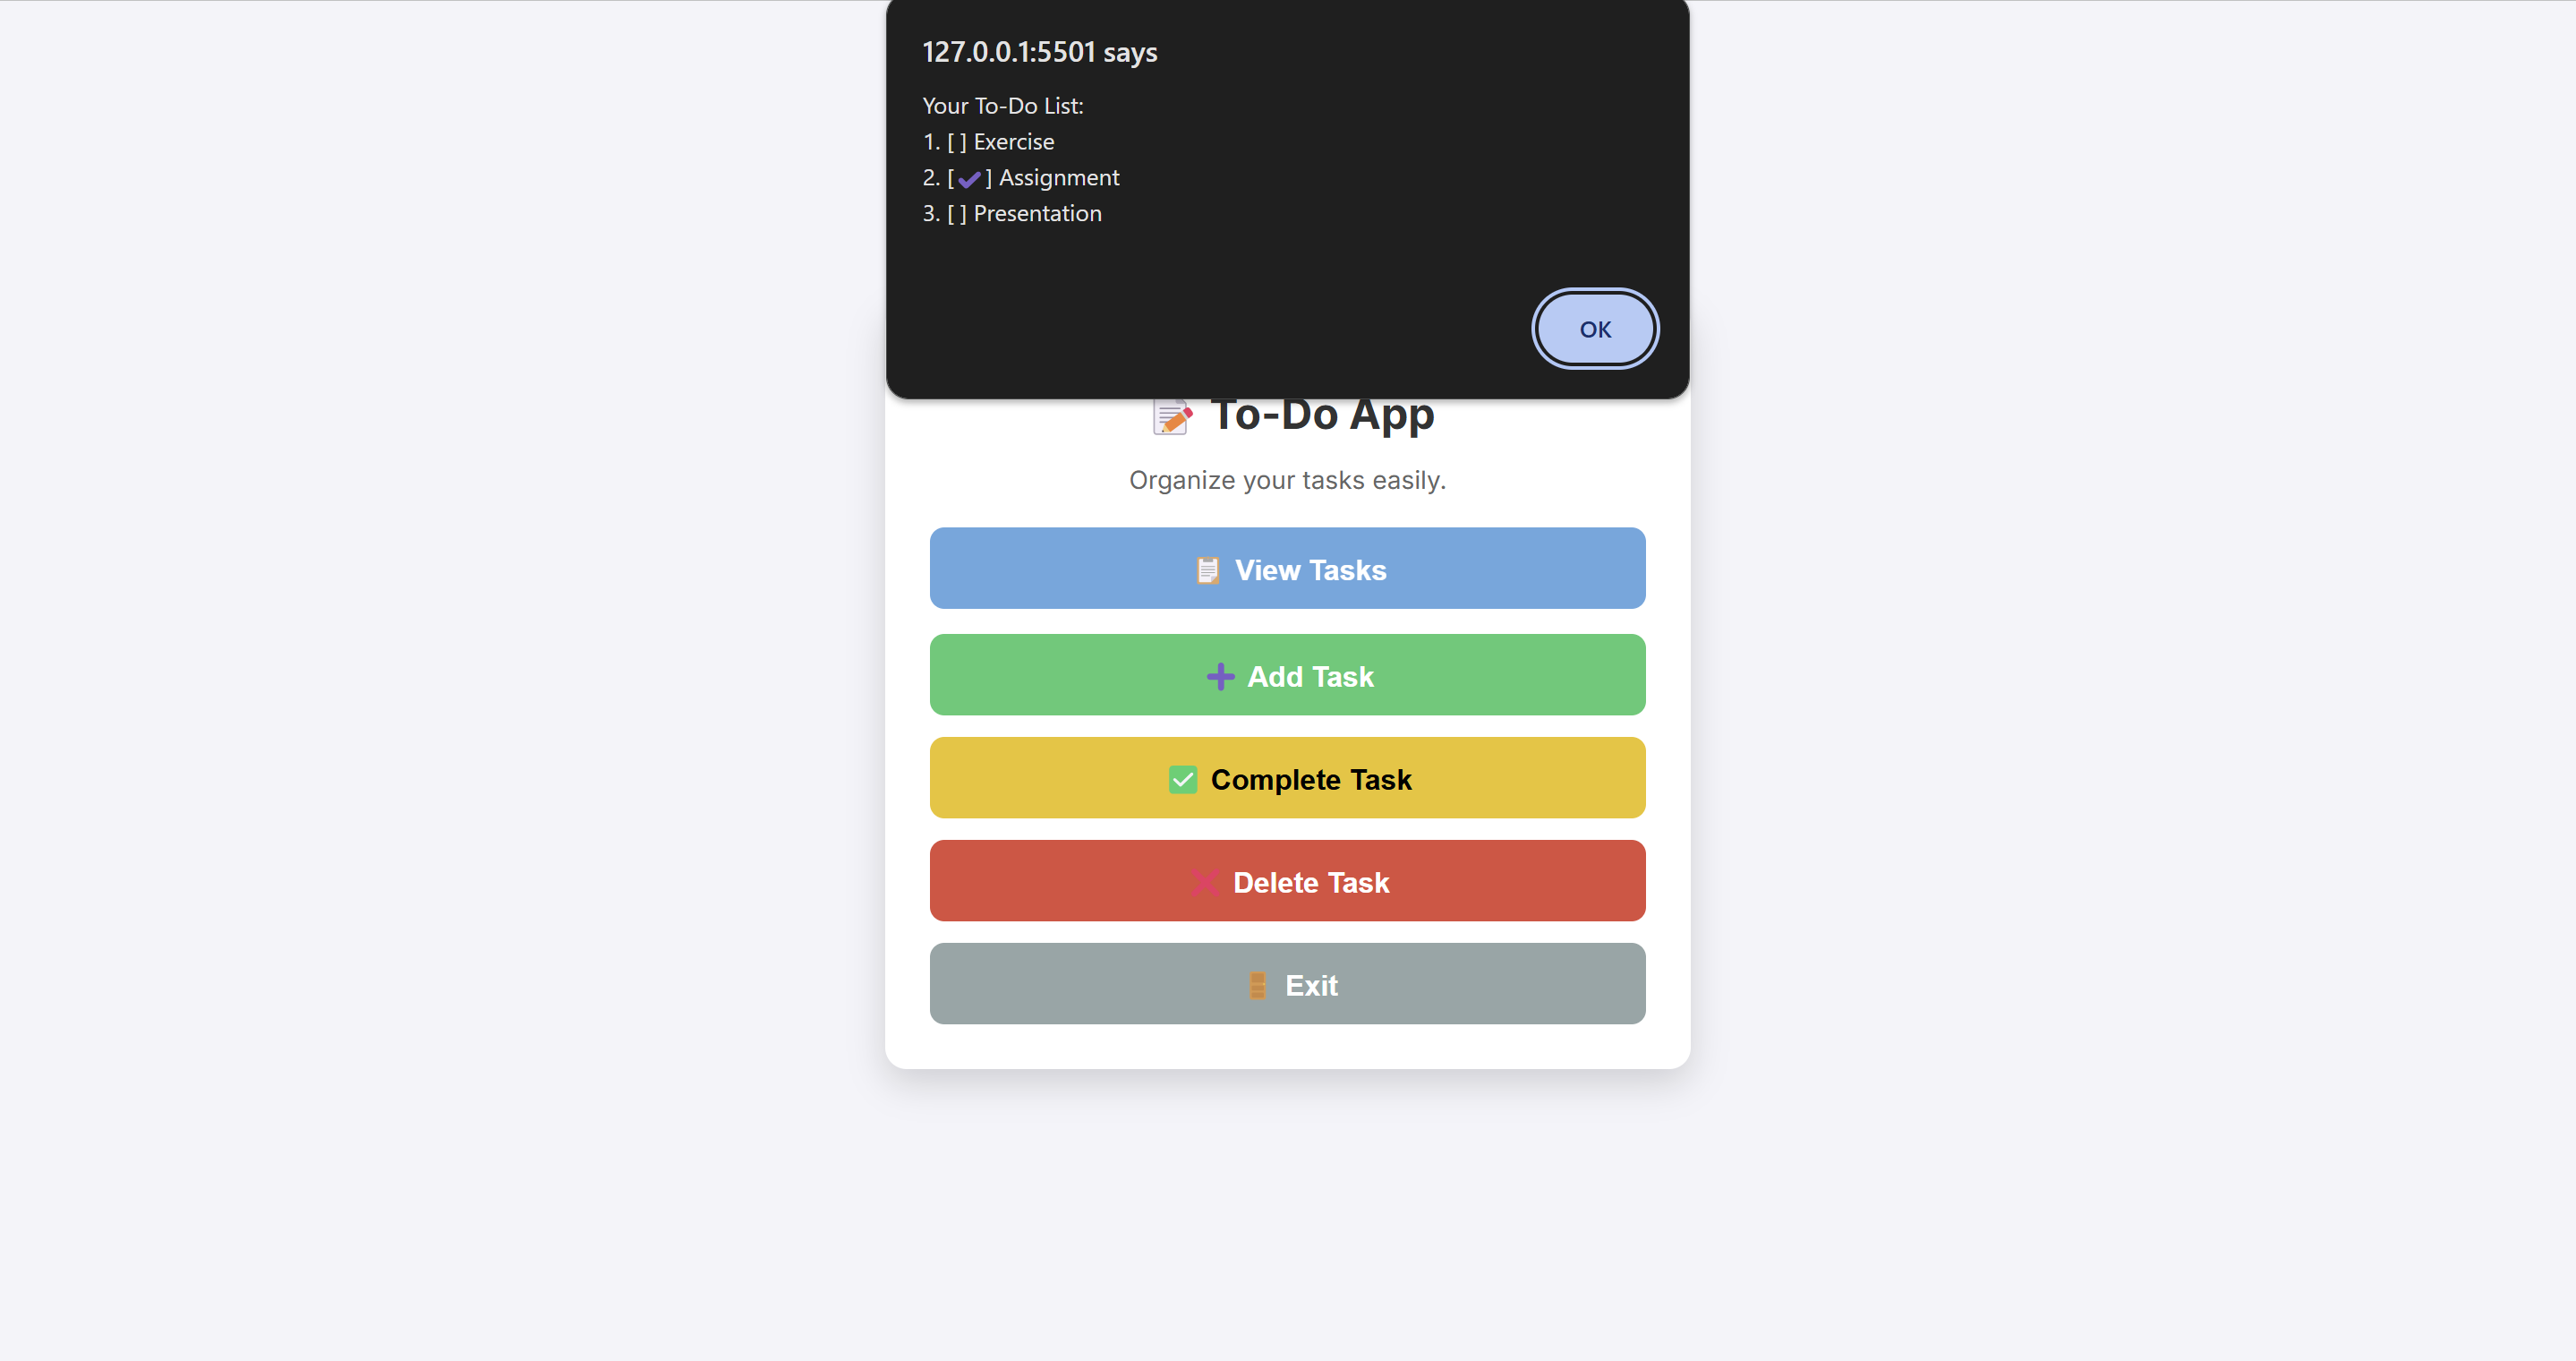 127.0.0.1:5501 says
Your To-Do List:
1. [ ] Exercise
2. [✔] Assignment
3. [ ] Presentation
OK
📝 To-Do App
Organize your tasks easily.
📋 View Tasks
➕ Add Task
✅ Complete Task
❌ Delete Task
🚪 Exit